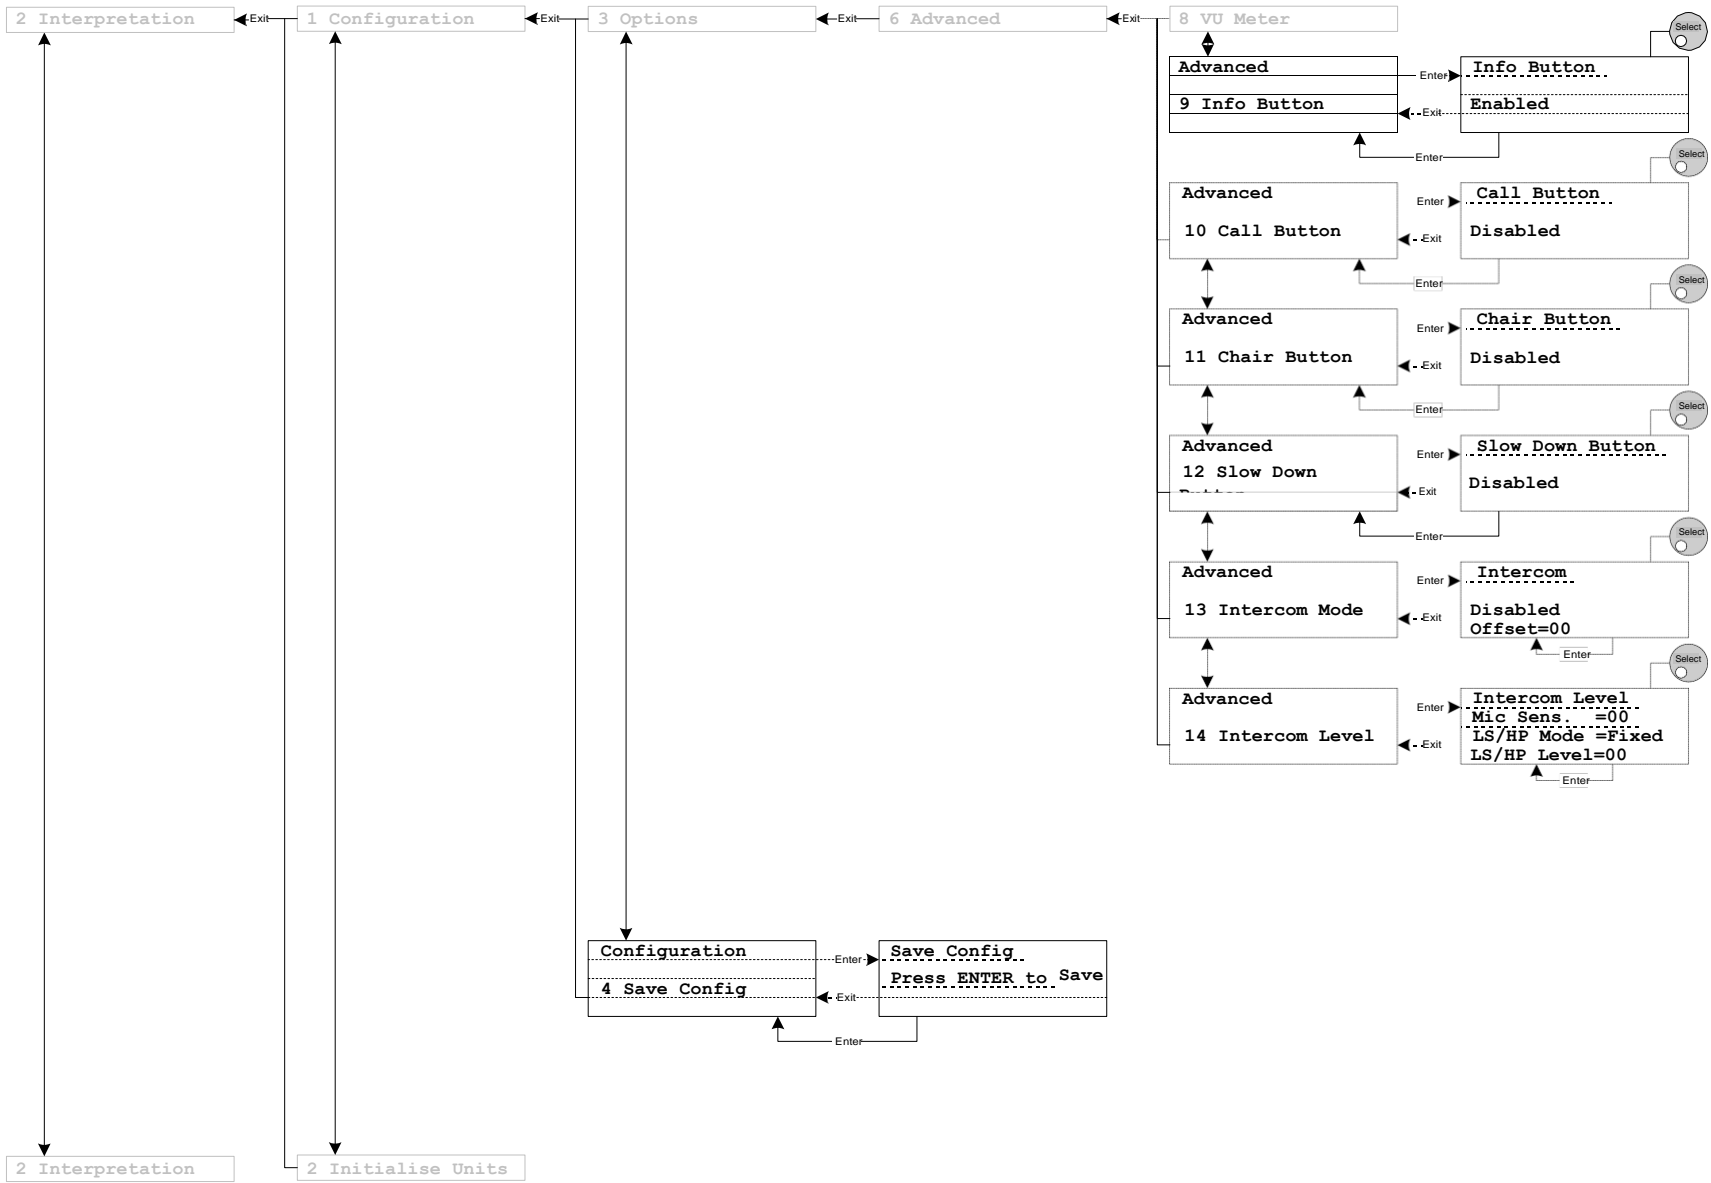 2 Interpretation
Exit
1 Configuration
Exit
3 Options
Exit
6 Advanced
Exit
8 VU Meter
Select
Advanced
9 Info Button
Enter
Exit
Info Button
Enabled
Enter
Select
Advanced
10 Call Button
Enter
Exit
Call Button
Disabled
Enter
Select
Advanced
11 Chair Button
Enter
Exit
Chair Button
Disabled
Enter
Select
Advanced
12 Slow Down
Button
Enter
Exit
Slow Down Button
Disabled
Enter
Select
Advanced
13 Intercom Mode
Enter
Exit
Intercom
Disabled
Offset=00
Enter
Select
Advanced
14 Intercom Level
Enter
Exit
Intercom Level
Mic Sens.  =00
LS/HP Mode =Fixed
LS/HP Level=00
Enter
Configuration
4 Save Config
Enter
Exit
Save Config
Press ENTER to Save
Enter
2 Interpretation
2 Initialise Units